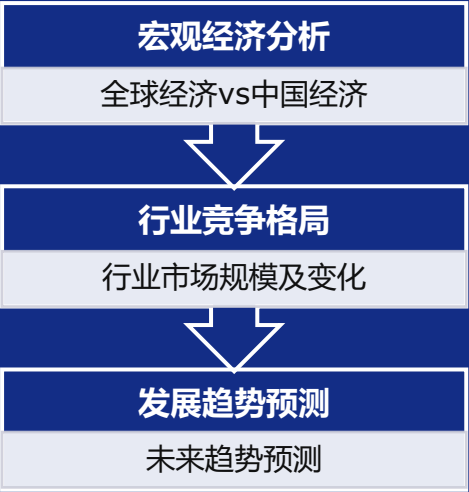 宏观经济分析
全球经济vs中国经济
行业竞争格局
行业市场规模及变化
发展趋势预测
未来趋势预测